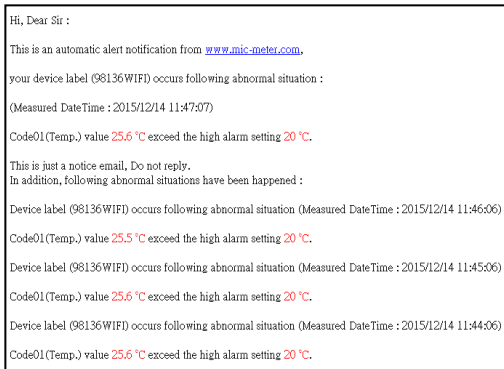 Hi, Dear Sir :
This is an automatic alert notification from www.mic-meter.com,
your device label (98136WIFI) occurs following abnormal situation :
(Measured DateTime : 2015/12/14 11:47:07)
Code01(Temp.) value 25.6 °C exceed the high alarm setting 20 °C.
This is just a notice email, Do not reply.
In addition, following abnormal situations have been happened :
Device label (98136WIFI) occurs following abnormal situation (Measured DateTime : 2015/12/14 11:46:06)
Code01(Temp.) value 25.5 °C exceed the high alarm setting 20 °C.
Device label (98136WIFI) occurs following abnormal situation (Measured DateTime : 2015/12/14 11:45:06)
Code01(Temp.) value 25.6 °C exceed the high alarm setting 20 °C.
Device label (98136WIFI) occurs following abnormal situation (Measured DateTime : 2015/12/14 11:44:06)
Code01(Temp.) value 25.6 °C exceed the high alarm setting 20 °C.